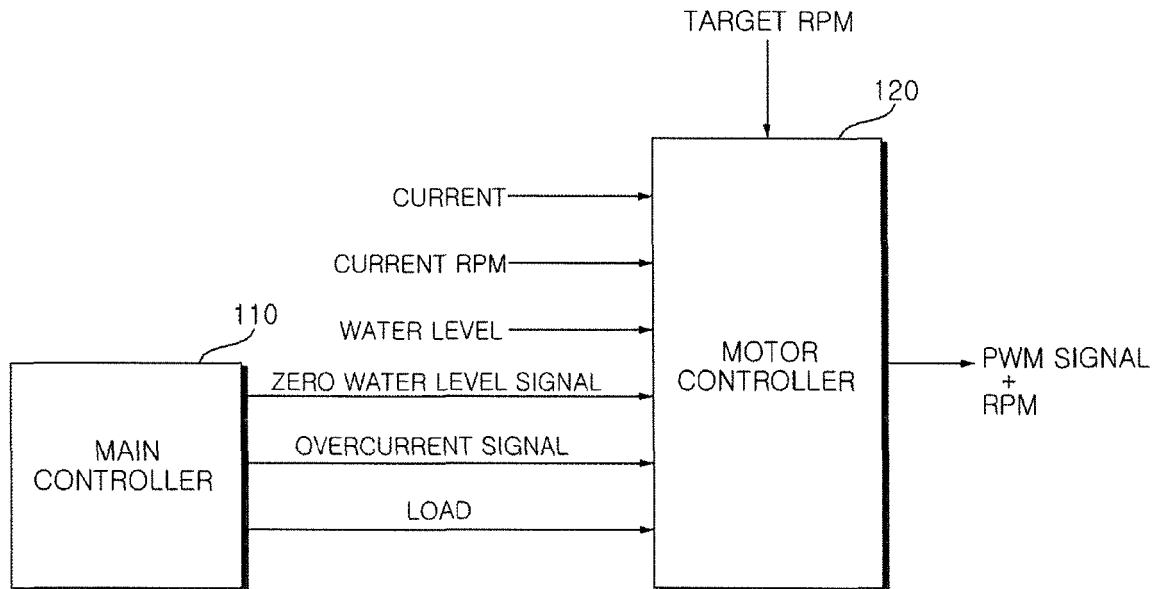 TARGET RPM
120
CURRENT
CURRENT RPM
WATER LEVEL
110
ZERO WATER LEVEL SIGNAL
OVERCURRENT SIGNAL
LOAD
MAIN
CONTROLLER
MOTOR
CONTROLLER
PWM SIGNAL
+
RPM